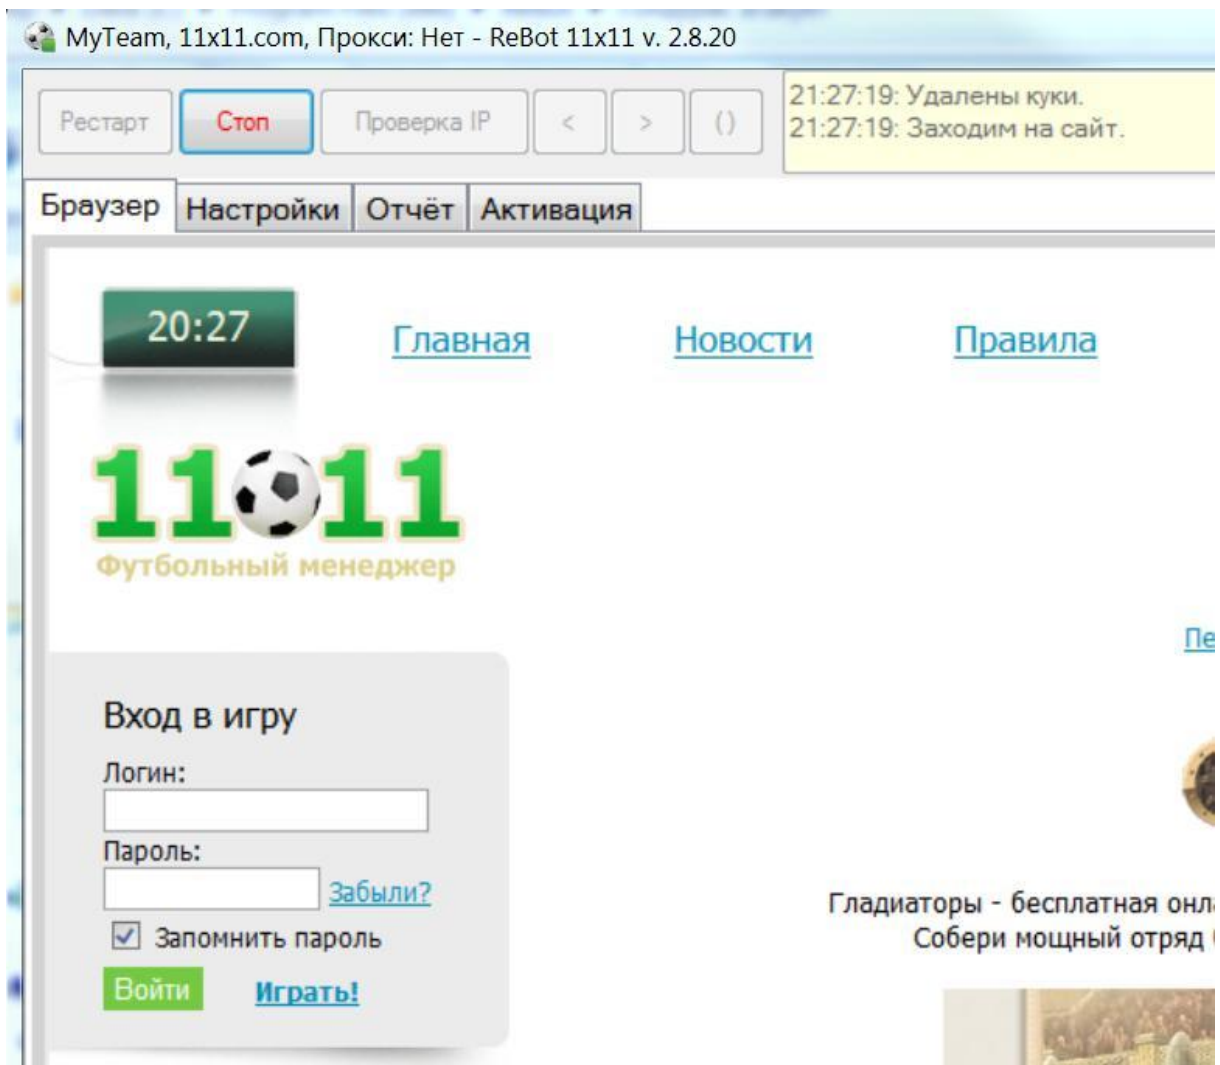 MyTeam, 11x11.com, Прокси: Нет - ReBot 11x11 v. 2.8.20
Рестарт Стоп Проверка IP < > ()
21:27:19: Удалены куки.
21:27:19: Заходим на сайт.
Браузер Настройки Отчёт Активация
20:27 Главная Новости Правила
11 11
Футбольный менеджер
Пе
Вход в игру
Логин:
Пароль:
Забыли?
Запомнить пароль
Войти Играть!
Гладиаторы - бесплатная онл
Собери мощный отряд